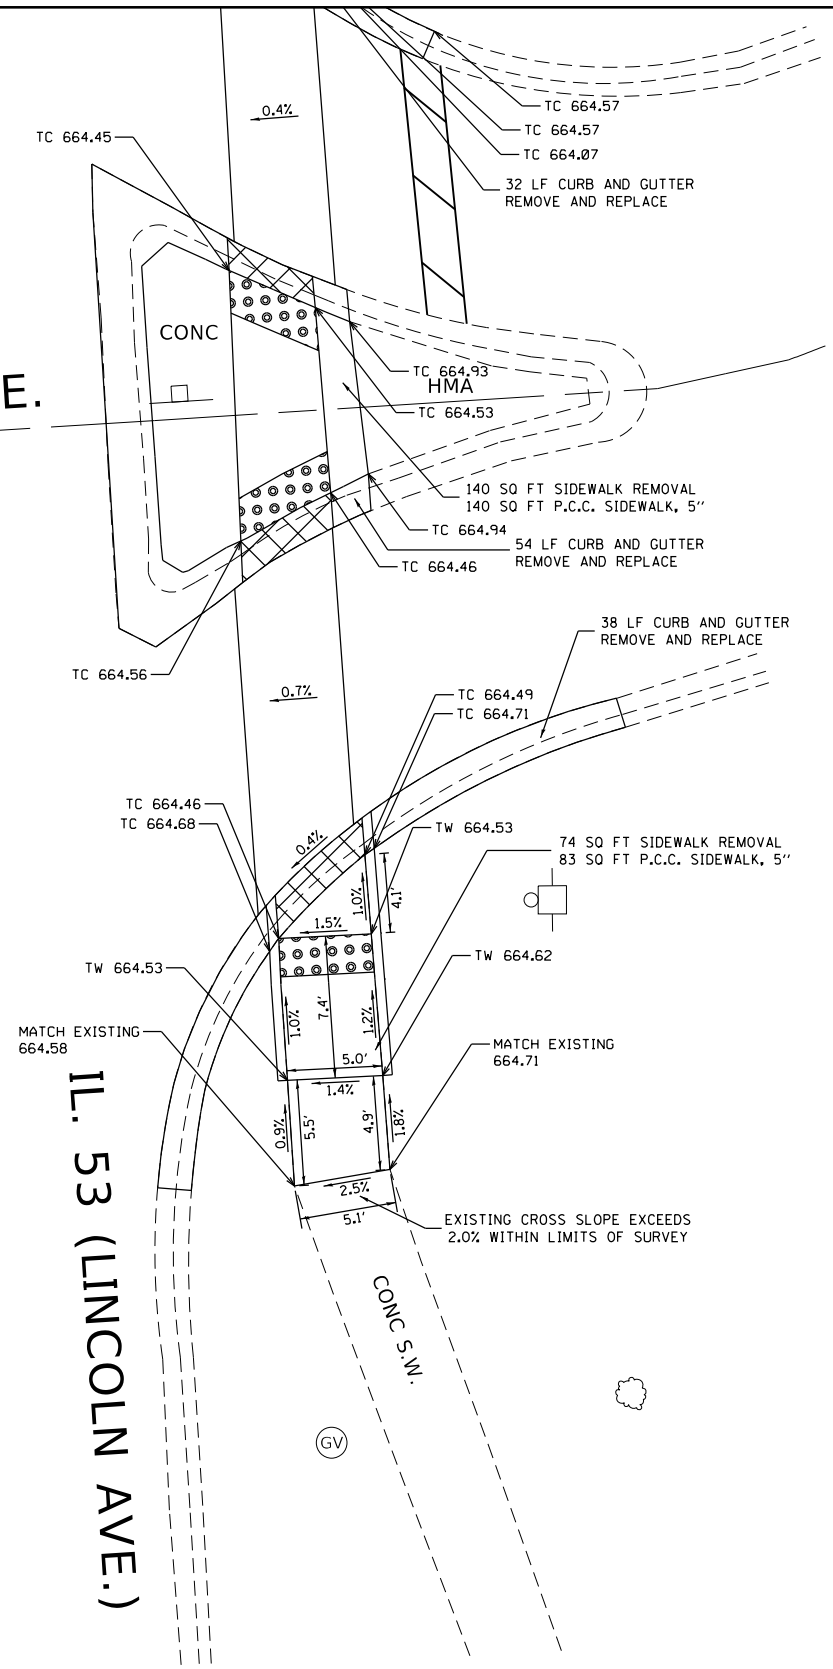 0.4%
TC 664.45
TC 664.57
TC 664.57
TC 664.07
32 LF CURB AND GUTTER
REMOVE AND REPLACE
CONC
E.
TC 664.93
HMA
TC 664.53
140 SQ FT SIDEWALK REMOVAL
140 SQ FT P.C.C. SIDEWALK, 5"
TC 664.94
54 LF CURB AND GUTTER
REMOVE AND REPLACE
TC 664.46
TC 664.56
38 LF CURB AND GUTTER
REMOVE AND REPLACE
0.7%
TC 664.49
TC 664.71
TC 664.46
TC 664.68
0.4%
TW 664.53
74 SQ FT SIDEWALK REMOVAL
83 SQ FT P.C.C. SIDEWALK, 5"
1.0%
4.1'
1.5%
TW 664.53
TW 664.62
7.4'
1.0%
1.2%
MATCH EXISTING
664.58
MATCH EXISTING
664.71
5.0'
1.4%
0.9%
5.5'
4.9'
1.8%
2.5%
5.1'
EXISTING CROSS SLOPE EXCEEDS
2.0% WITHIN LIMITS OF SURVEY
IL. 53 (LINCOLN AVE.)
CONC S.W.
GV